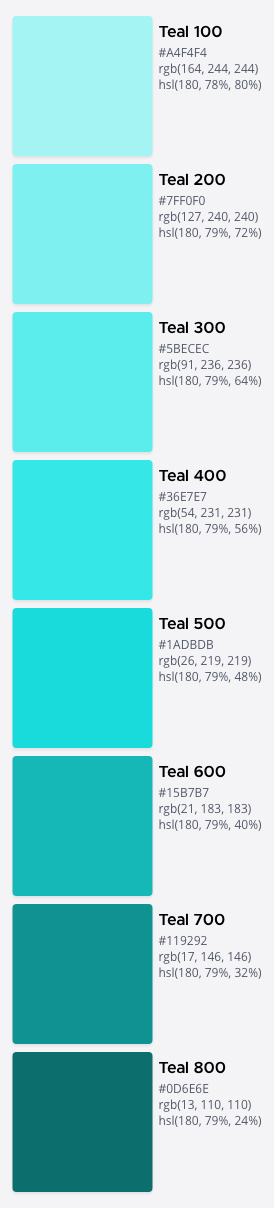 Teal 100
#A4F4F4
rgb(164, 244, 244)
hsl(180, 78%, 80%)
Teal 200
#7FF0F0
rgb(127, 240, 240)
hsl(180, 79%, 72%)
Teal 300
#5BECEC
rgb(91, 236, 236)
hsl(180, 79%, 64%)
Teal 400
#36E7E7
rgb(54, 231, 231)
hsl(180, 79%, 56%)
Teal 500
#1ADBDB
rgb(26, 219, 219)
hsl(180, 79%, 48%)
Teal 600
#15B7B7
rgb(21, 183, 183)
hsl(180, 79%, 40%)
Teal 700
#119292
rgb(17, 146, 146)
hsl(180, 79%, 32%)
Teal 800
#0D6E6E
rgb(13, 110, 110)
hsl(180, 79%, 24%)